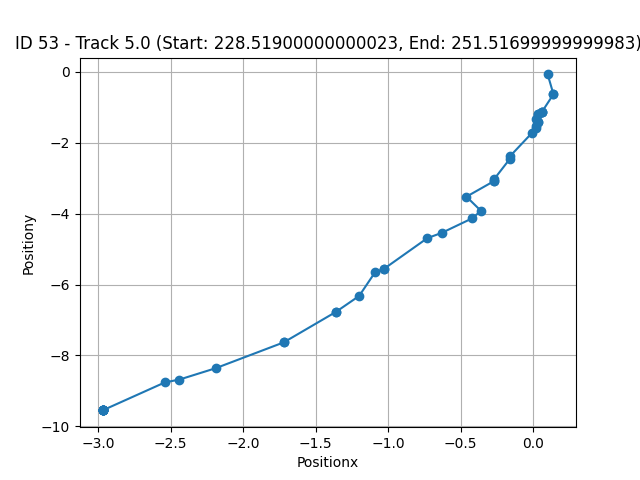 ID 53 - Track 5.0 (Start: 228.51900000000023, End: 251.51699999999983)
0
−2
−4
−6
−8
−10
Positiony
−3.0 −2.5 −2.0 −1.5 −1.0 −0.5 0.0
Positionx